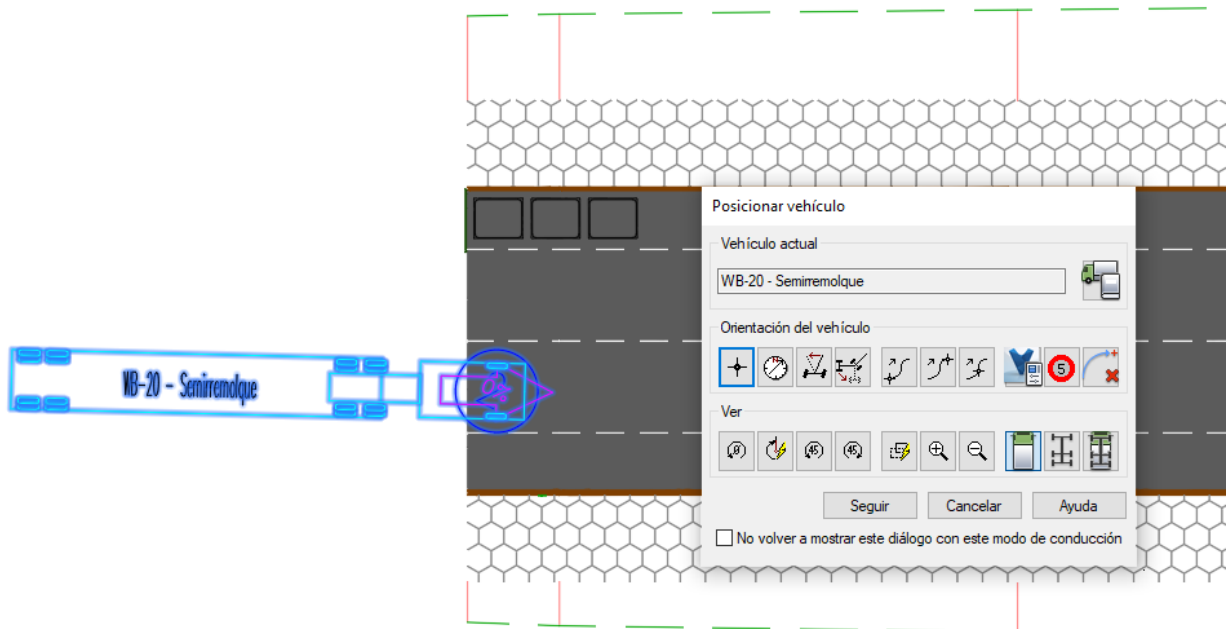 Posicionar vehículo
Vehículo actual
WB-20 - Semirremolque
Orientación del vehículo
5
WB-20 - Semirremolque
0%
Ver
45
45
Seguir
Cancelar
Ayuda
No volver a mostrar este diálogo con este modo de conducción